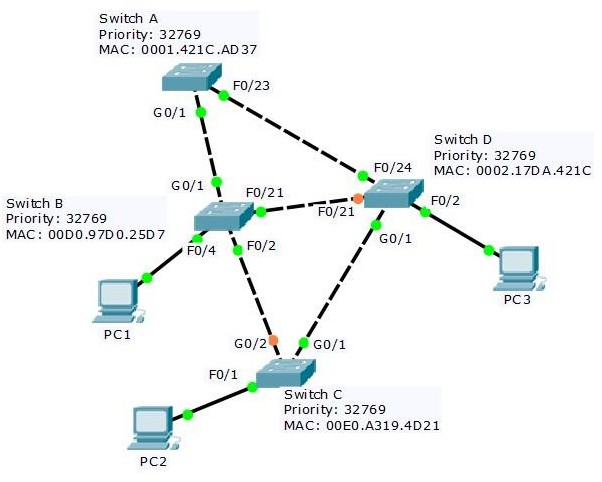 Switch A
Priority: 32769
MAC: 0001.421C.AD37
F0/23
G0/1
Switch D
Priority: 32769
MAC: 0002.17DA.421C
F0/24
G0/1
F0/21
F0/2
Switch B
Priority: 32769
MAC: 00D0.97D0.25D7
F0/21
G0/1
F0/4
F0/2
PC3
PC1
G0/2
G0/1
F0/1
Switch C
Priority: 32769
MAC: 00E0.A319.4D21
PC2